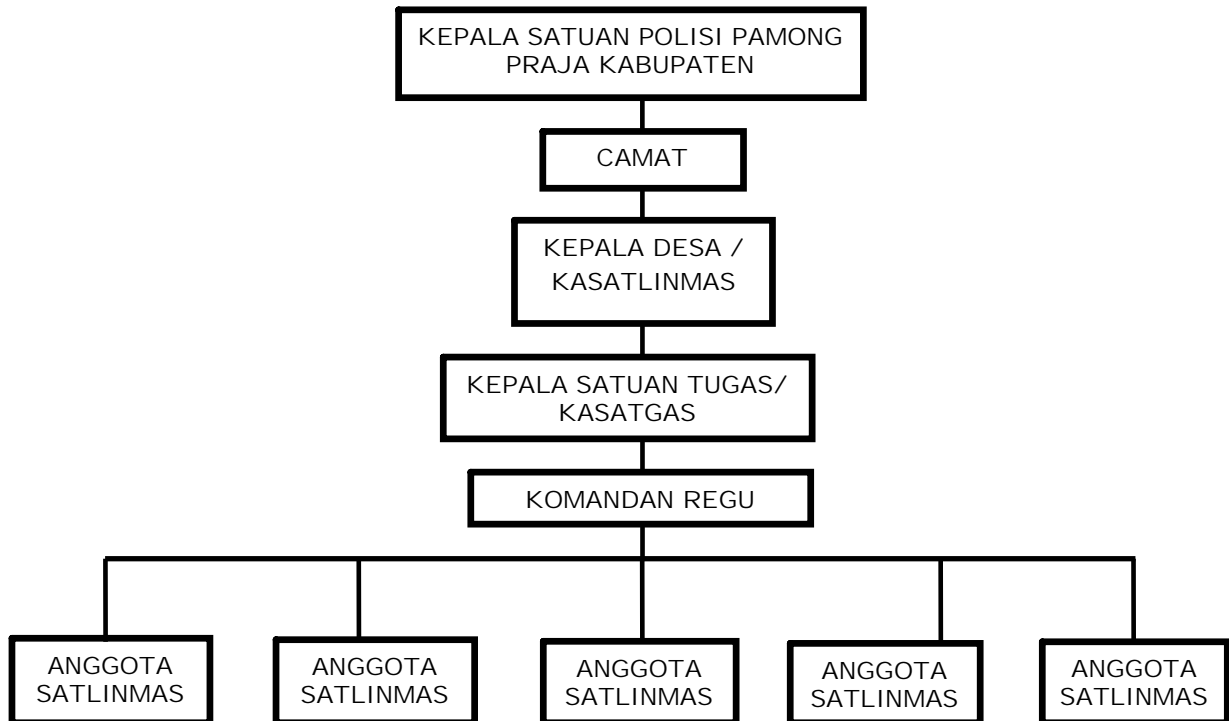 KEPALA SATUAN POLISI PAMONG
PRAJA KABUPATEN
CAMAT
KEPALA DESA /
KASATLINMAS
KEPALA SATUAN TUGAS/
KASATGAS
KOMANDAN REGU
ANGGOTA
SATLINMAS
ANGGOTA
SATLINMAS
ANGGOTA
SATLINMAS
ANGGOTA
SATLINMAS
ANGGOTA
SATLINMAS